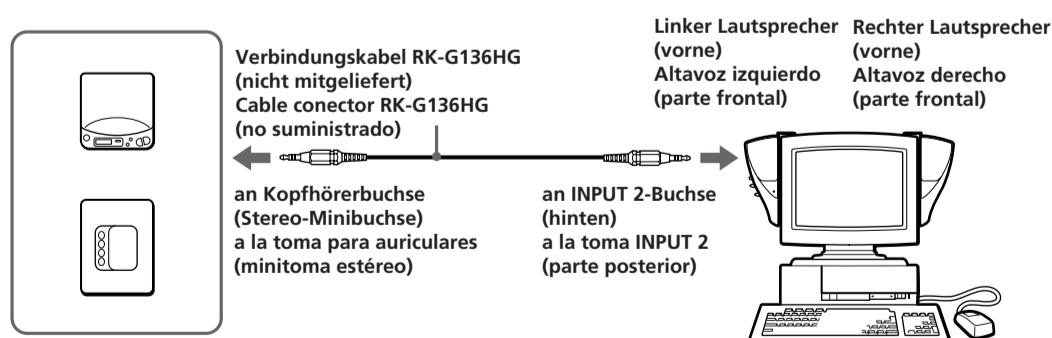 Verbindungskabel RK-G136HG
(nicht mitgeliefert)
Cable conector RK-G136HG
(no suministrado)
an Kopfhörerbuchse
(Stereo-Minibuchse)
a la toma para auriculares
(minitoma estéreo)
an INPUT 2-Buchse
(hinten)
a la toma INPUT 2
(parte posterior)
Linker Lautsprecher
(vorne)
Altavoz izquierdo
(parte frontal)
Rechter Lautsprecher
(vorne)
Altavoz derecho
(parte frontal)